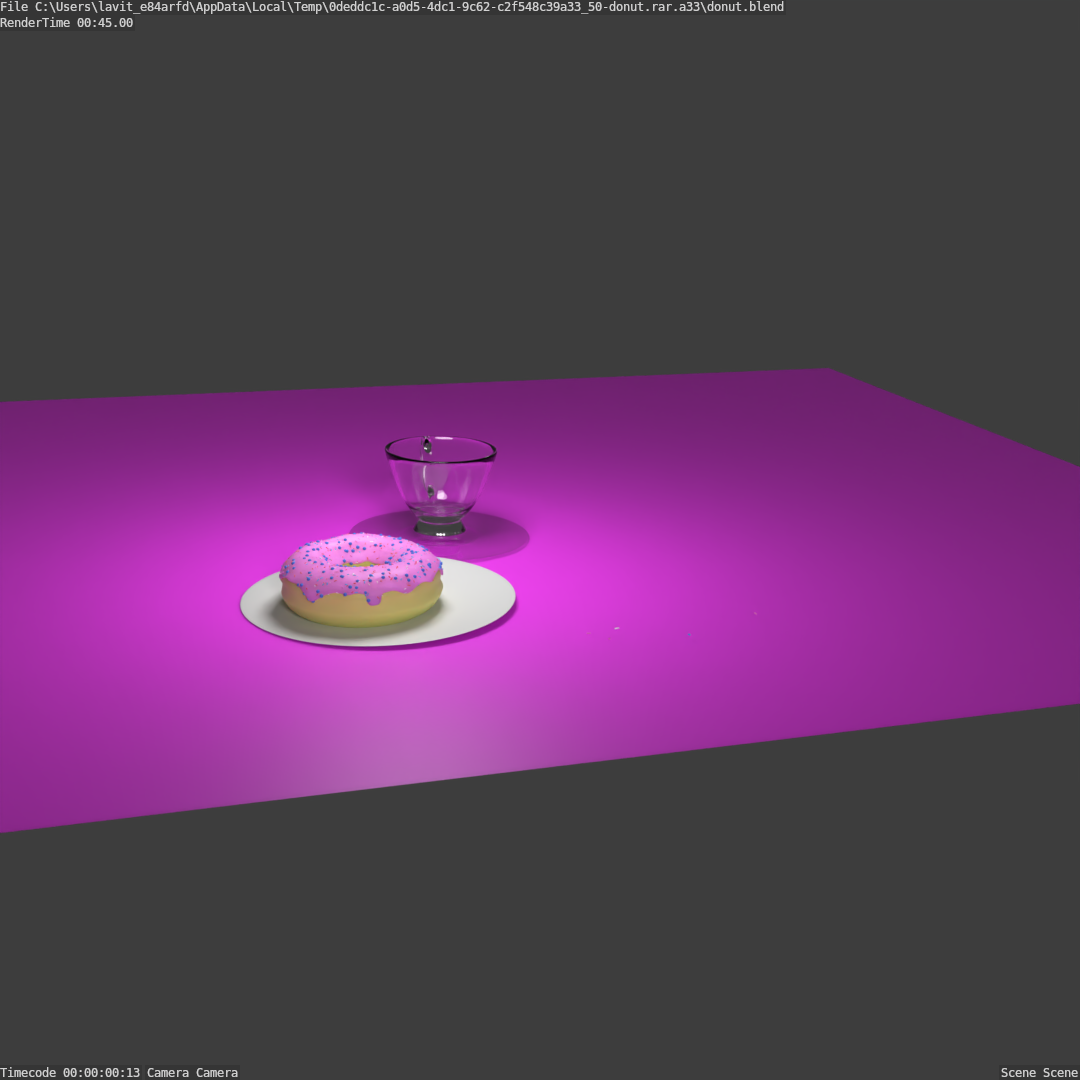 File C:\Users\lavit_e84arfd\AppData\Local\Temp\0deddc1c-a0d5-4dc1-9c62-c2f548c39a33_50-donut.rar.a33\donut.blend
RenderTime 00:45.00
Timecode 00:00:00:13 Camera Camera
Scene Scene